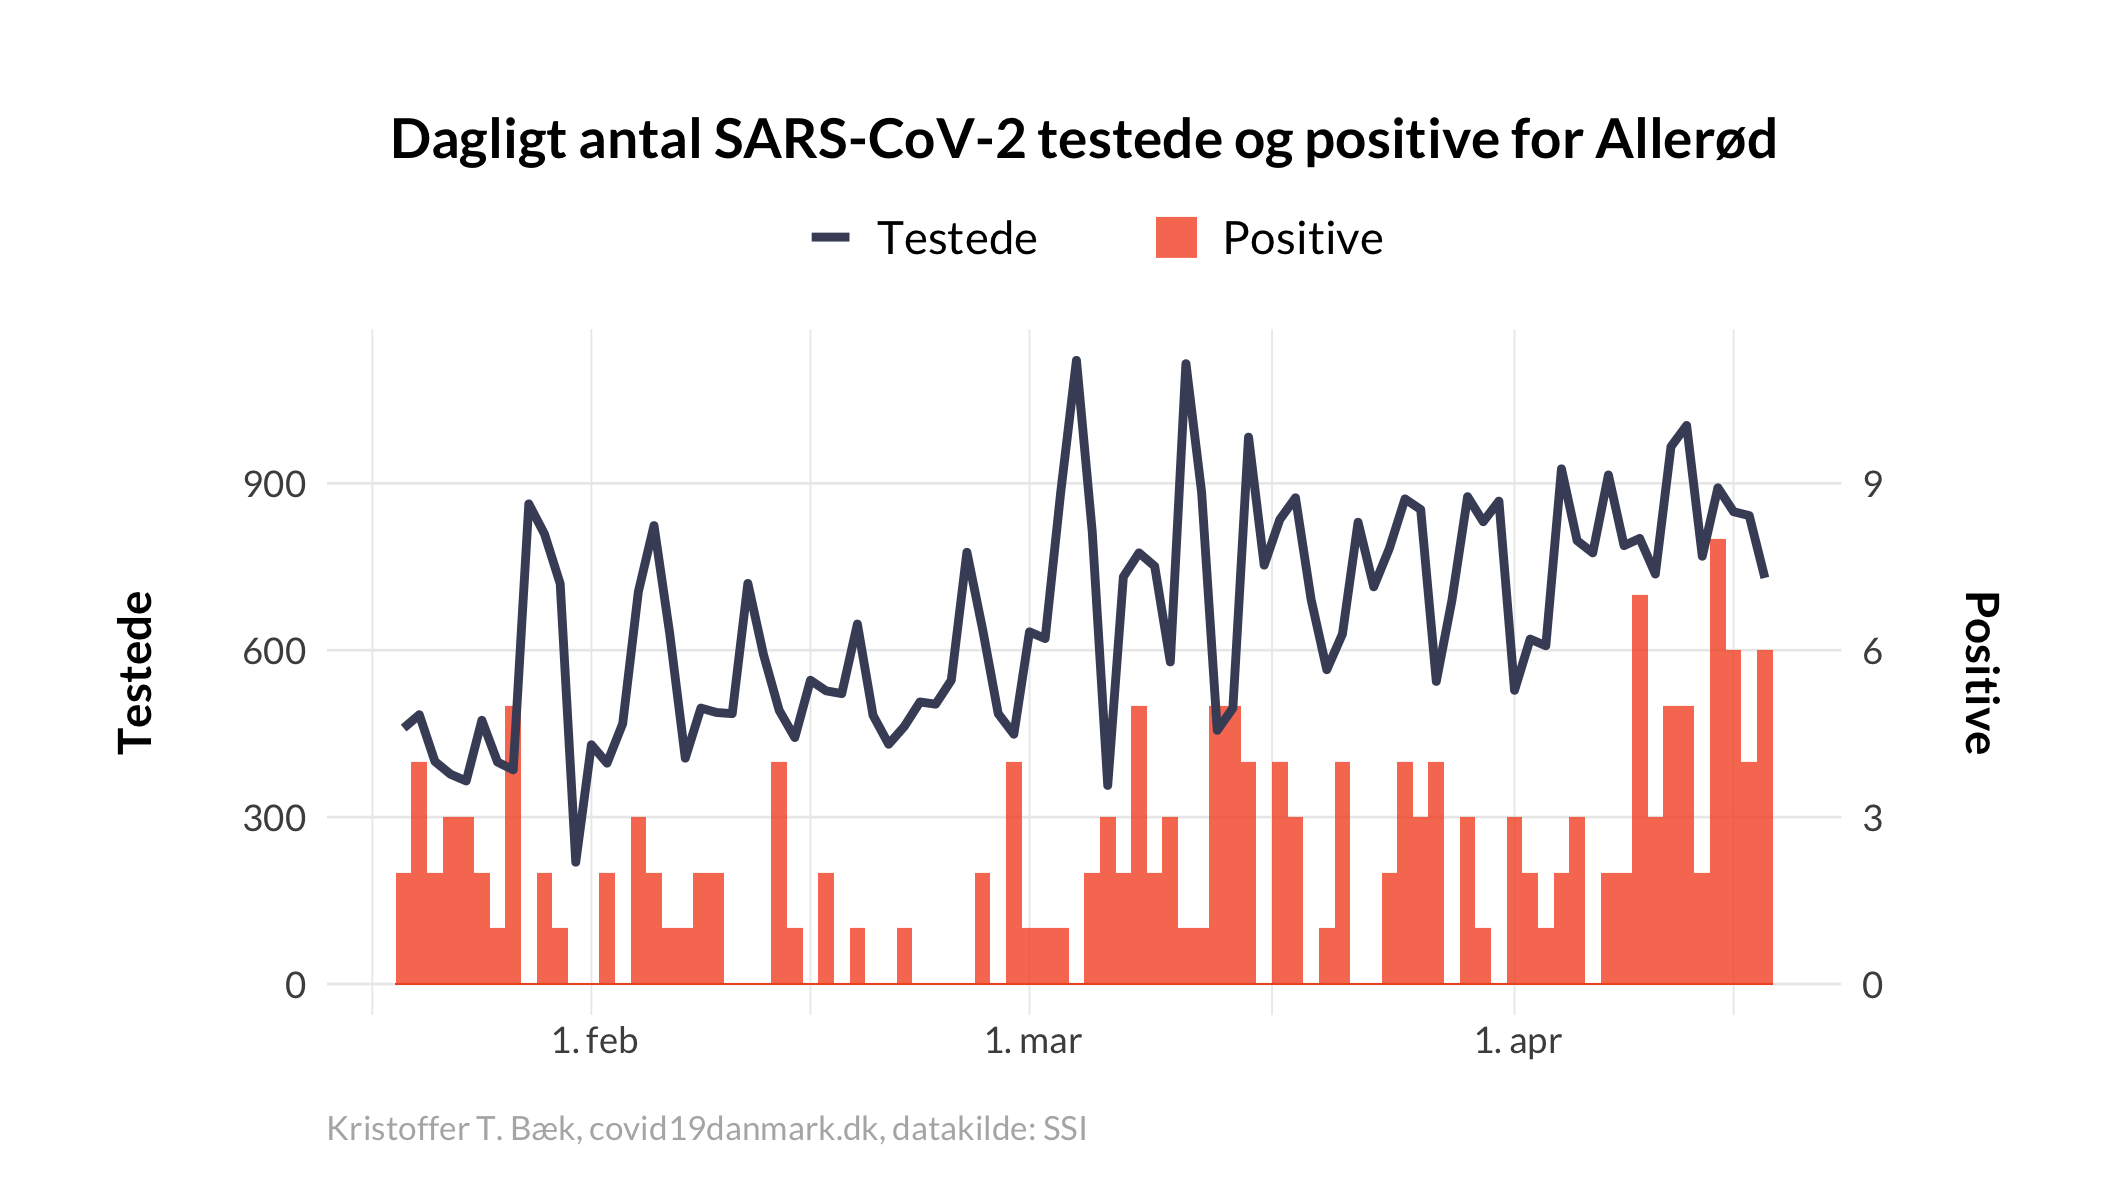 Dagligt antal SARS-CoV-2 testede og positive for Allerød
Testede Positive
Testede
900
600
300
0
9
6
3
0
Positive
1. feb 1. mar 1. apr
Kristoffer T. Bæk, covid19danmark.dk, datakilde: SSI